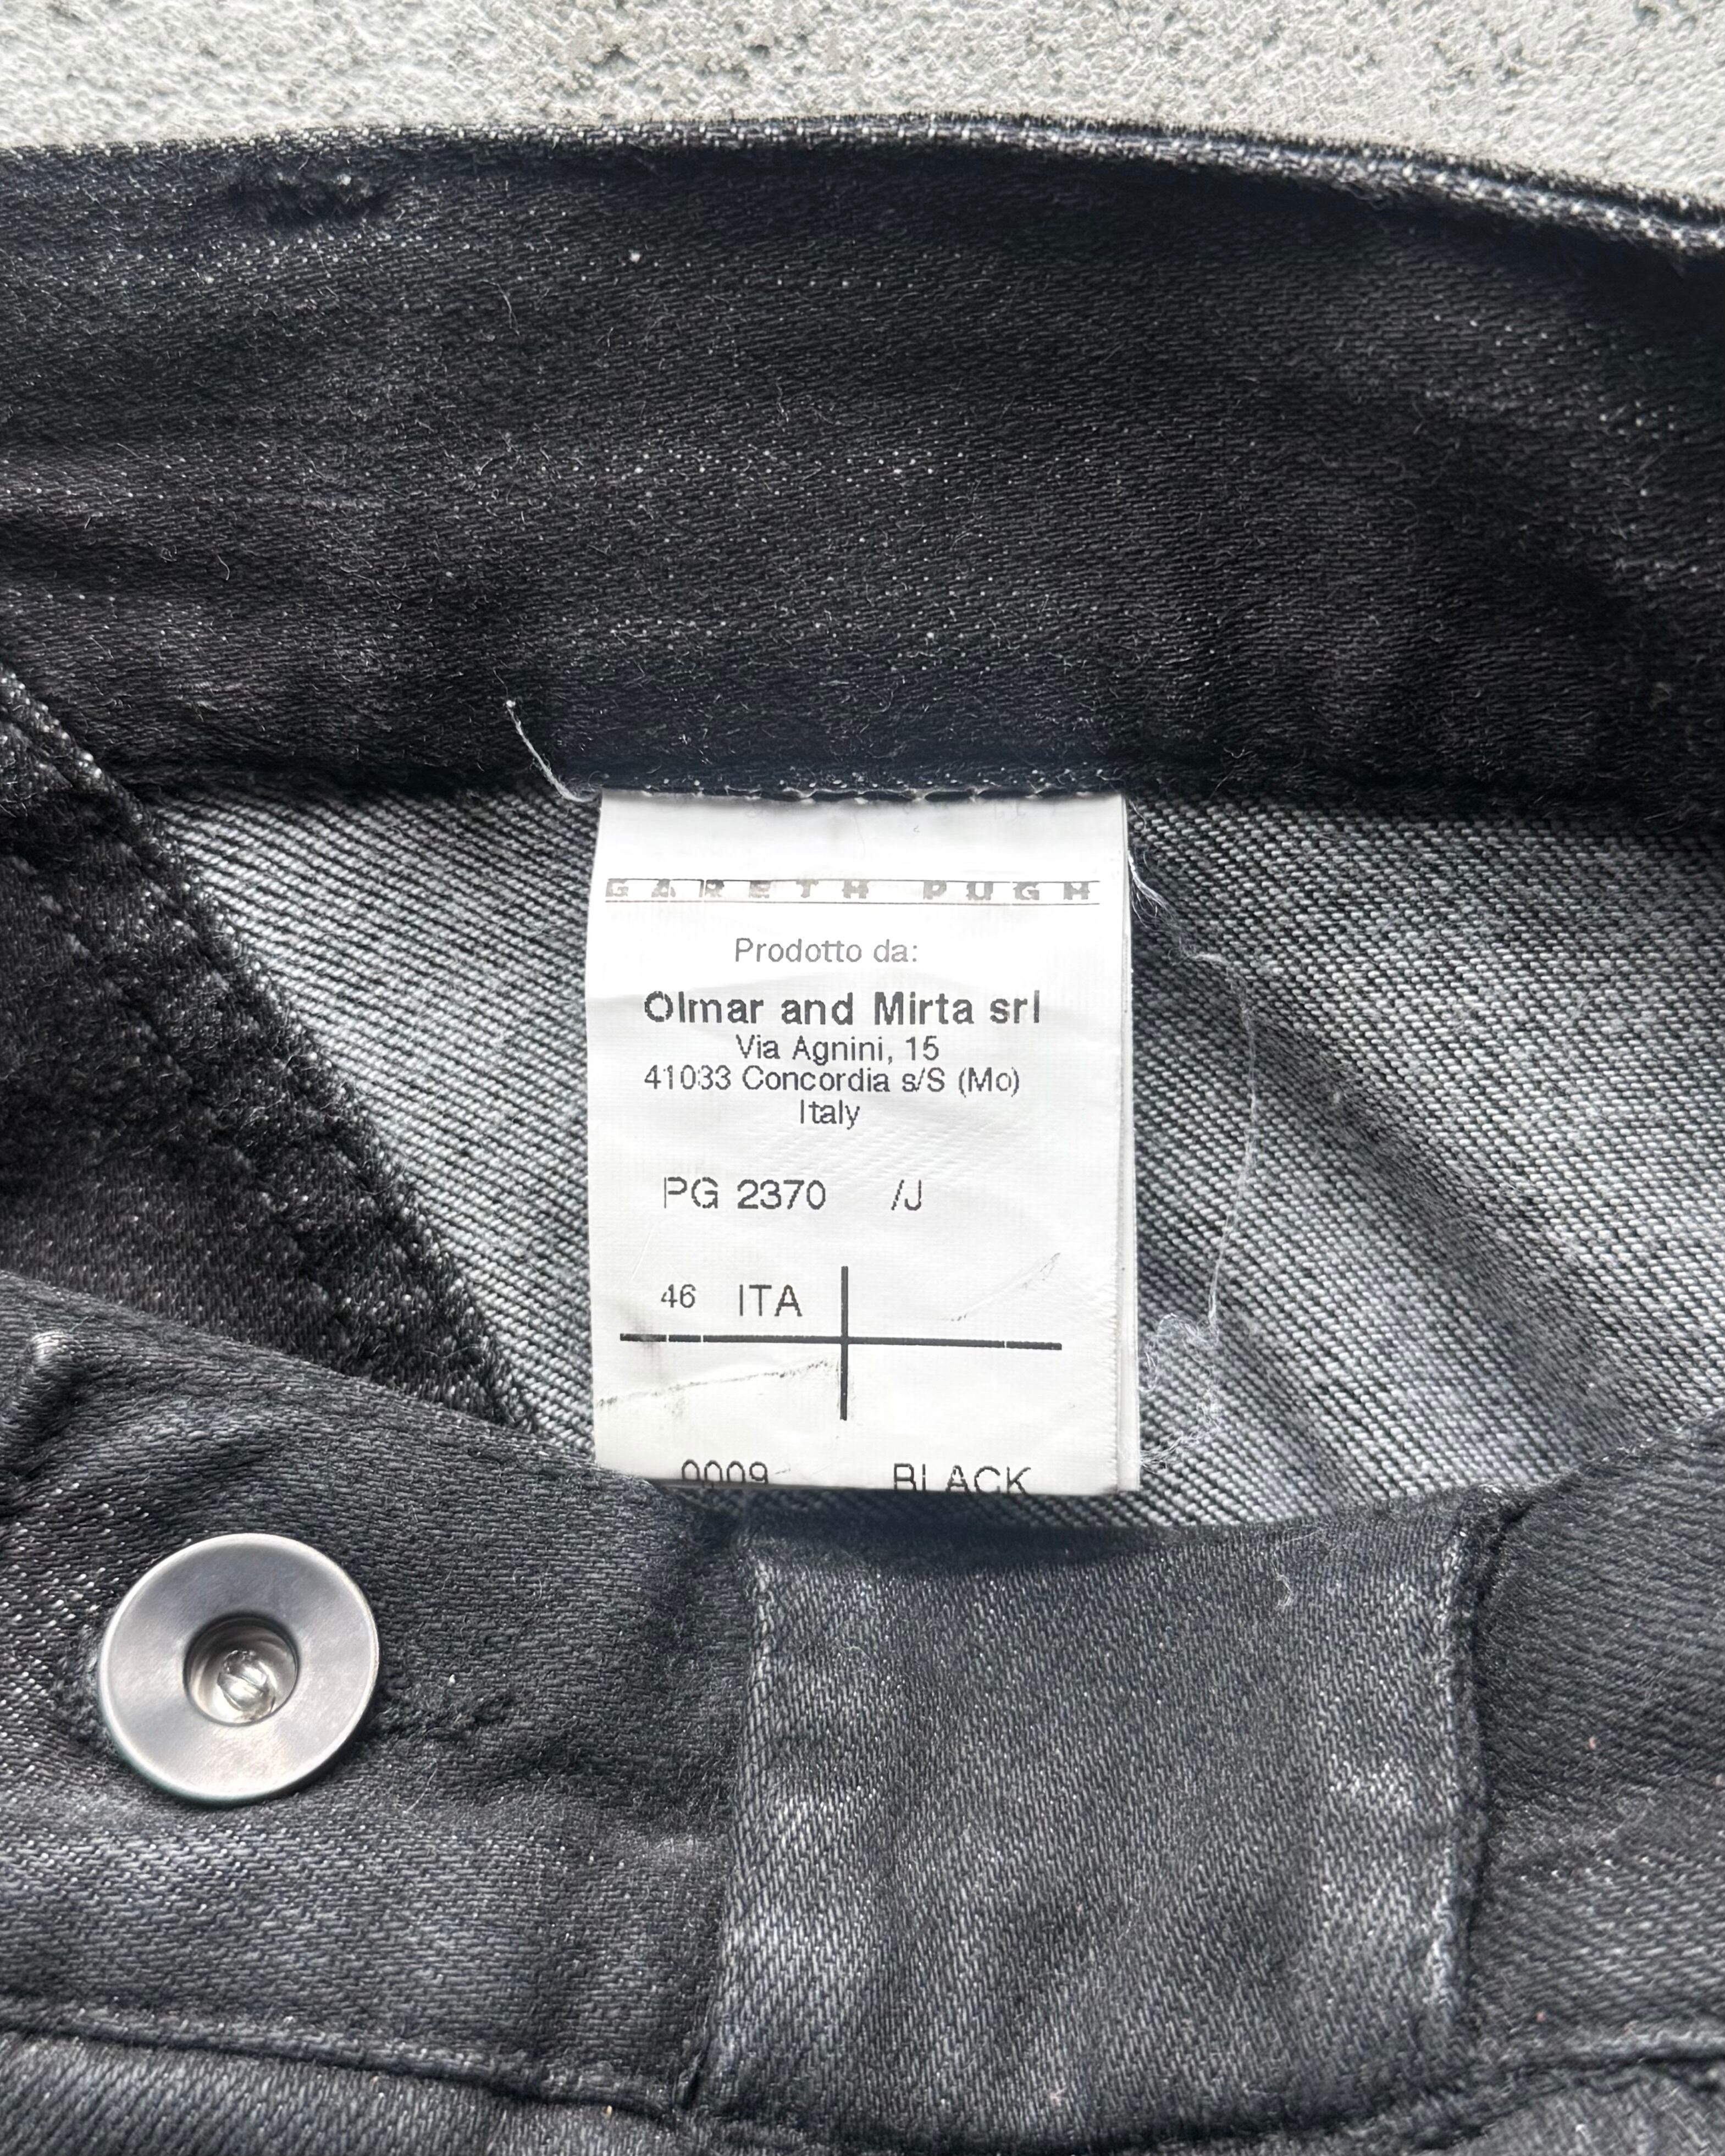 GARETH PUGH
Prodotto da:
Olmar and Mirta srl
Via Agnini, 15
41033 Concordia s/S (Mo)
Italy
PG 2370 /J
46 ITA
0009 BLACK